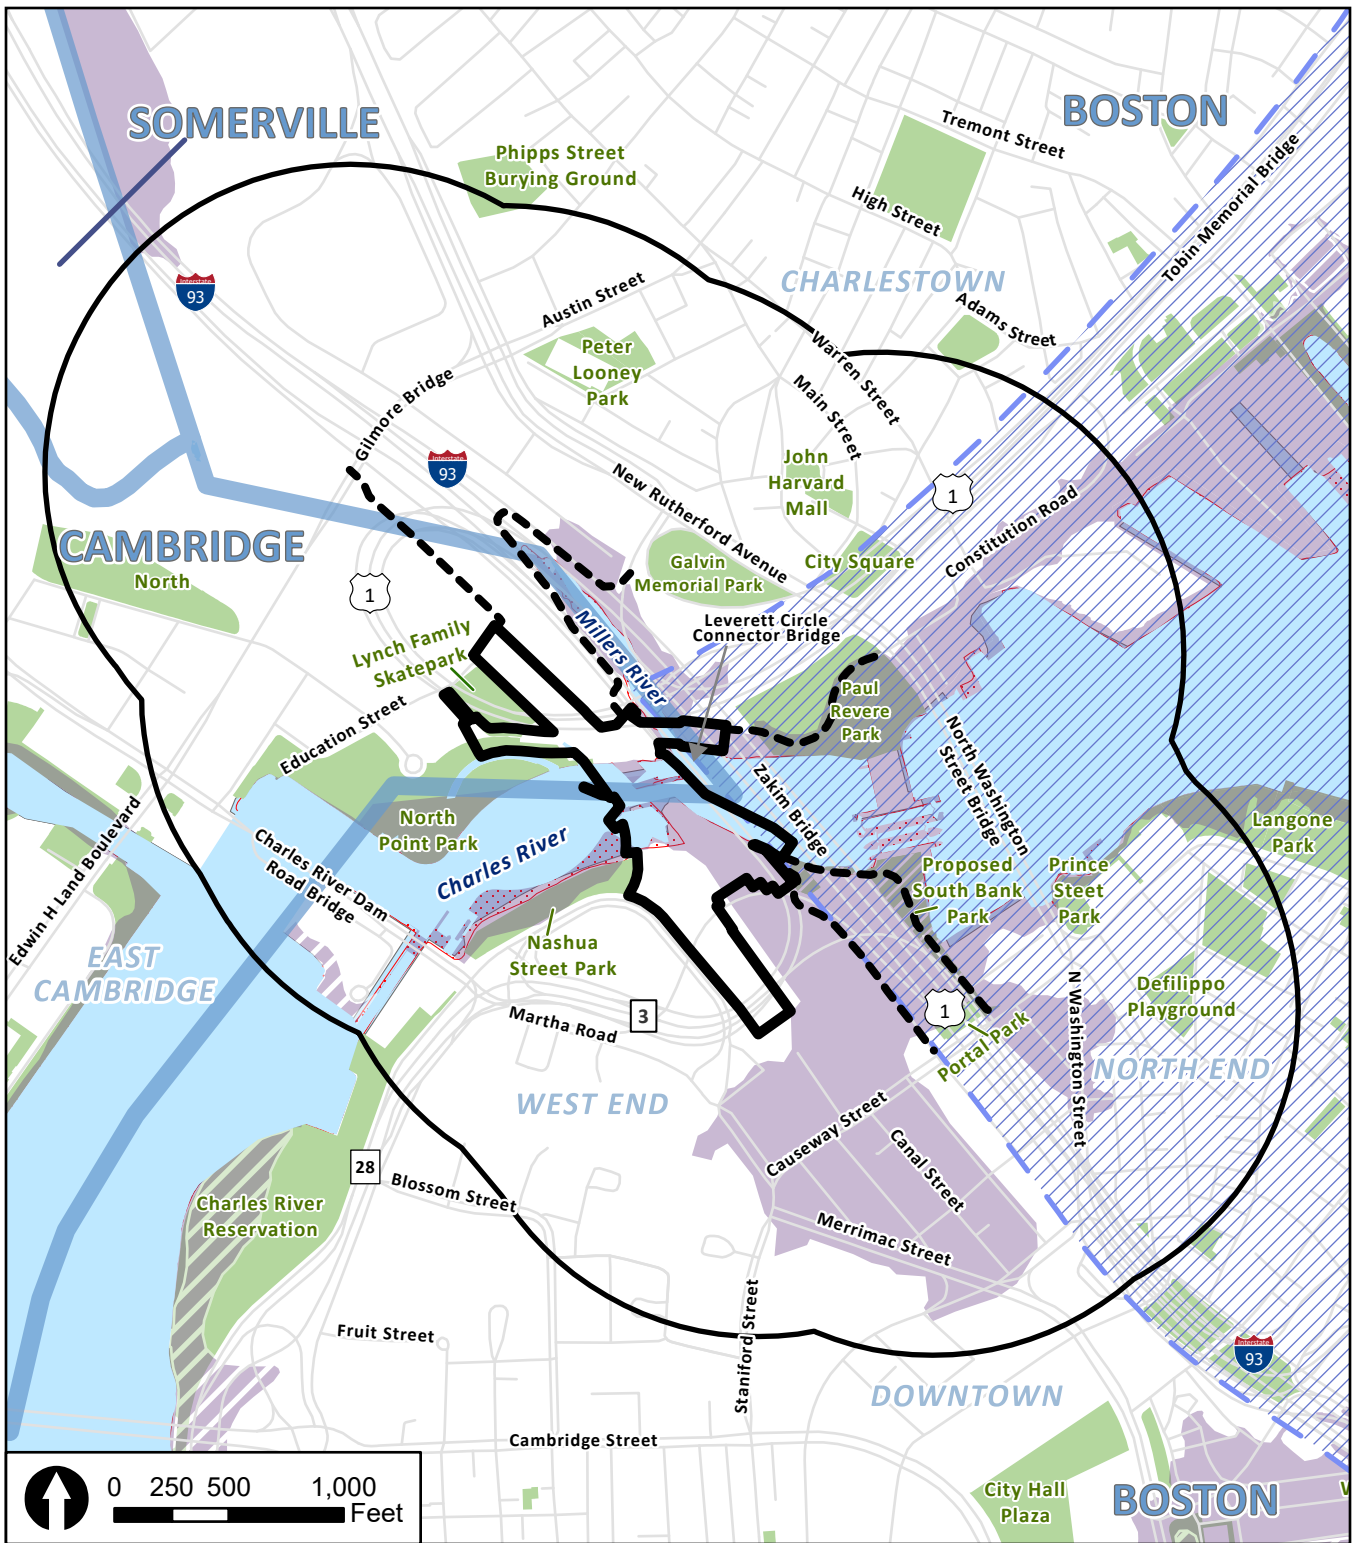 SOMERVILLE
BOSTON
Tremont Street
Phipps Street
Burying Ground
Tobin Memorial Bridge
High Street
CHARLESTOWN
Interstate
93
Austin Street
Adams Street
Peter
Looney
Park
Warren Street
Main Street
Gilmore Bridge
Interstate
93
John
Harvard
Mall
New Rutherford Avenue
1
Constitution Road
CAMBRIDGE
North
Galvin
Memorial Park
City Square
1
Millers River
Leverett Circle
Connector Bridge
Lynch Family
Skatepark
Paul
Revere
Park
Education Street
North Washington
Street Bridge
Zakim Bridge
North
Point Park
Charles River
Langone
Park
Edwin H Land Boulevard
Charles River Dam
Road Bridge
Proposed
South Bank
Park
Prince
Steet
Park
EAST
CAMBRIDGE
Nashua
Street Park
Defilippo
Playground
Martha Road
3
1
Portal Park
N Washington Street
NORTH END
WEST END
Causeway Street
Canal Street
28
Blossom Street
Charles River
Reservation
Merrimac Street
Fruit Street
Staniford Street
Interstate
93
DOWNTOWN
Cambridge Street
City Hall
Plaza
BOSTON
0 250 500 1,000
Feet